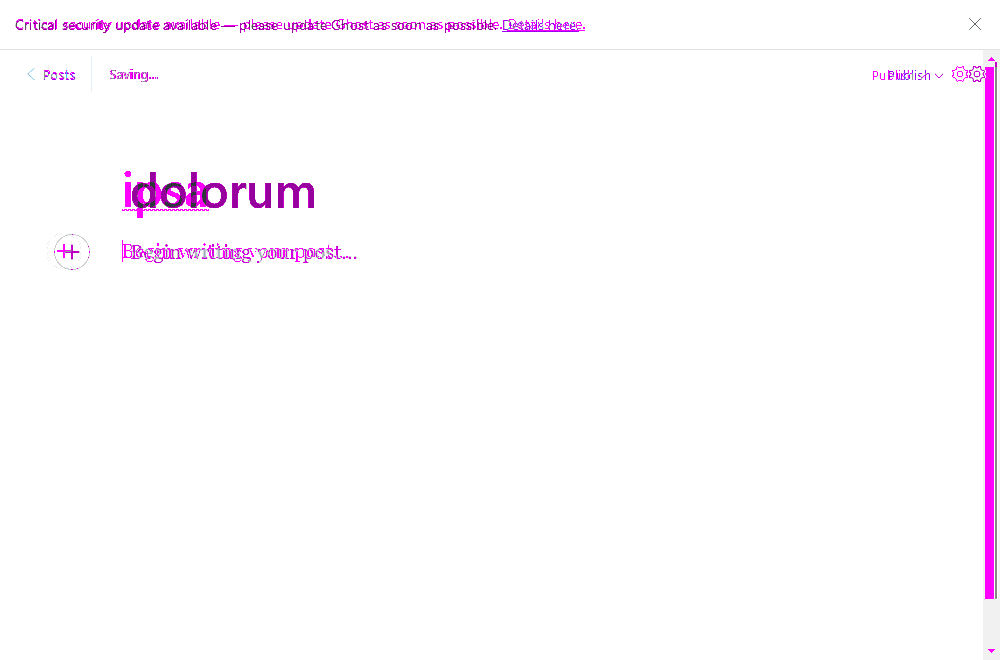 Critical security update available — please update Ghost as soon as possible. Details here.
Posts
Saving...
Publish
ipsa
dolorum
Begin writing your post...